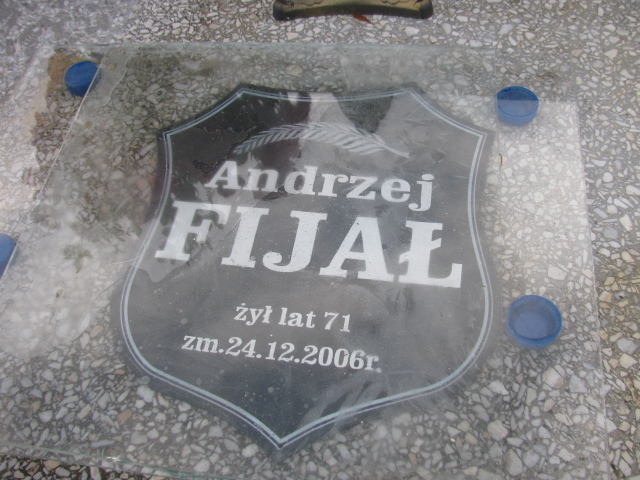 Andrzej
FIJAŁ
żył lat 71
zm.24.12.2006r.